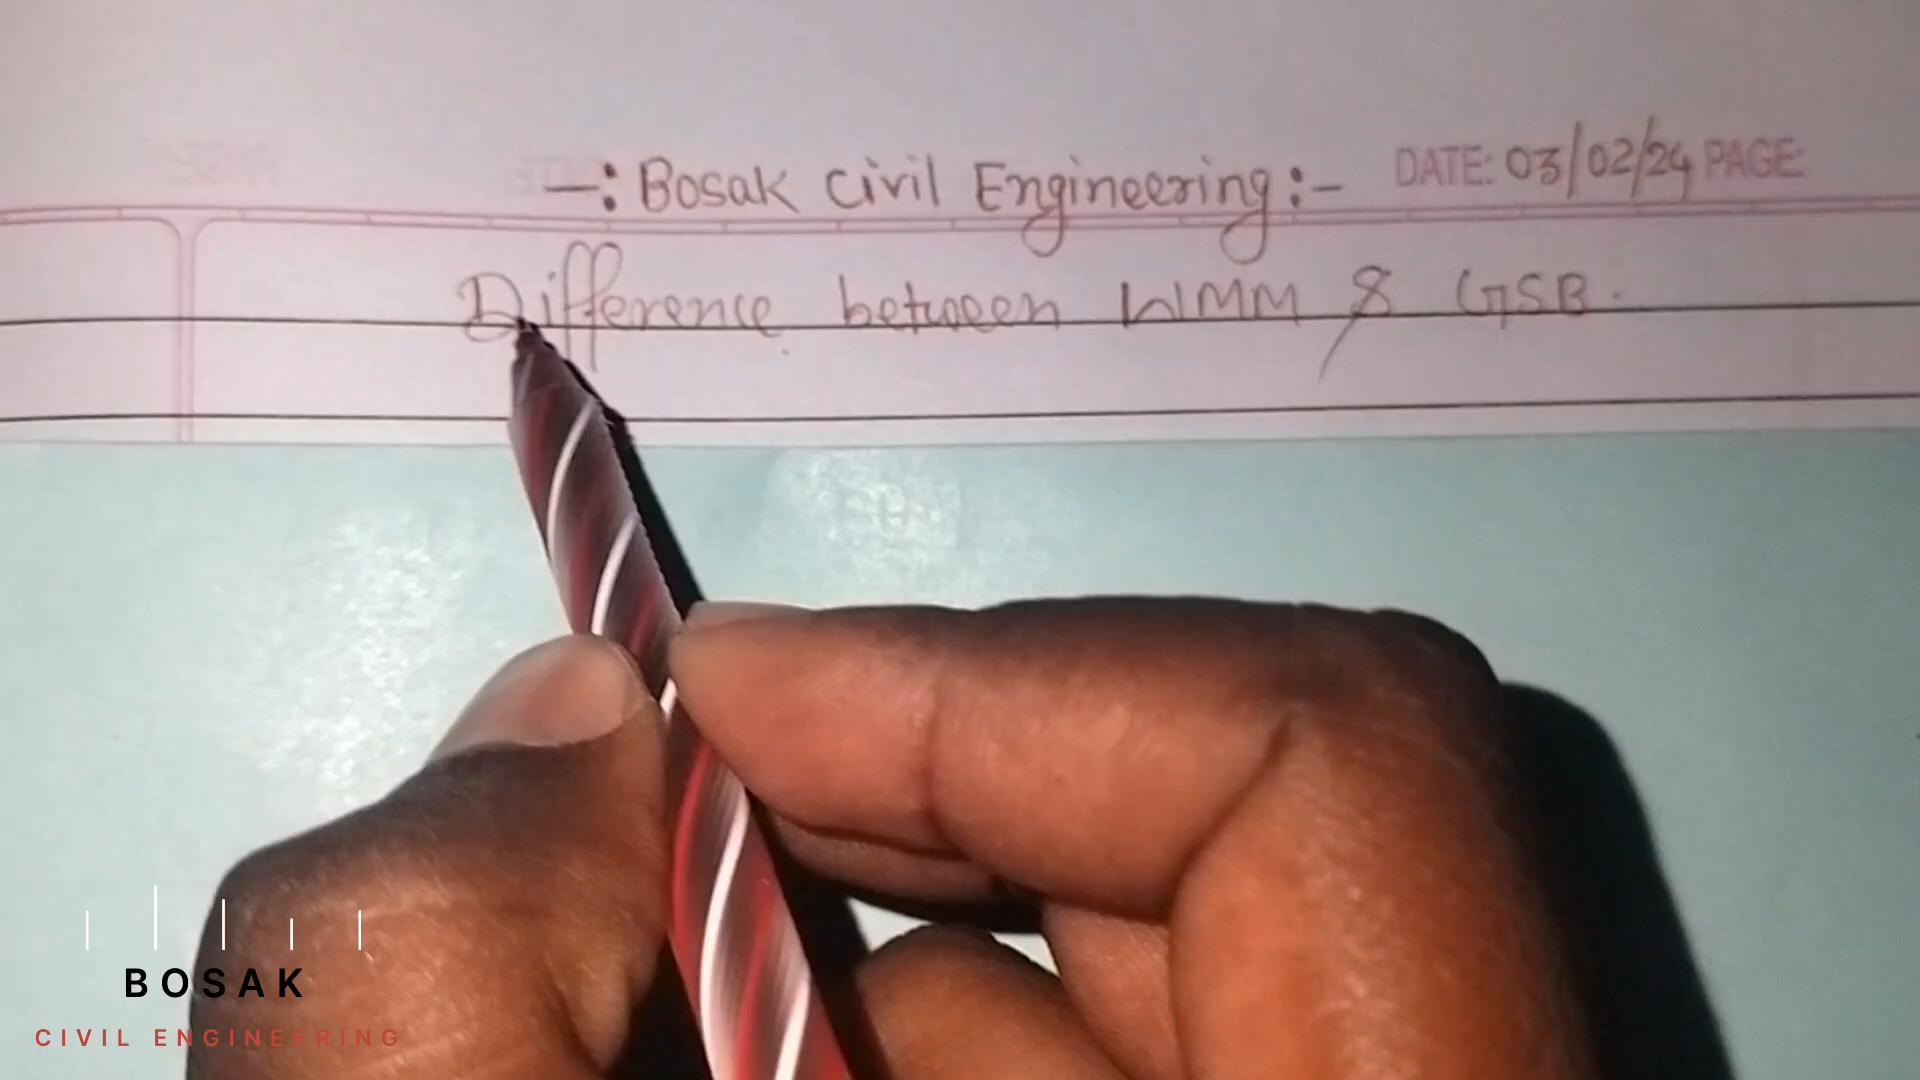 -: Bosak Civil Engineering :-
DATE: 03/02/24 PAGE:
Difference between WMM & GSB.
BOSAK
CIVIL ENGINEERING